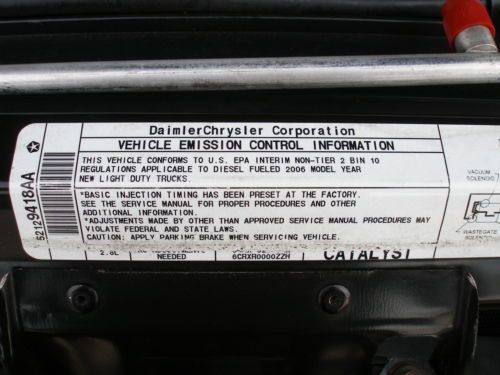 DaimlerChrysler Corporation
VEHICLE EMISSION CONTROL INFORMATION
THIS VEHICLE CONFORMS TO U.S. EPA INTERIM NON-TIER 2 BIN 10
REGULATIONS APPLICABLE TO DIESEL FUELED 2006 MODEL YEAR
NEW LIGHT DUTY TRUCKS.
*BASIC INJECTION TIMING HAS BEEN PRESET AT THE FACTORY.
SEE THE SERVICE MANUAL FOR PROPER PROCEDURES AND OTHER
ADDITIONAL INFORMATION.
*ADJUSTMENTS MADE BY OTHER THAN APPROVED SERVICE MANUAL PROCEDURES MAY
VIOLATE FEDERAL AND STATE LAWS.
CAUTION: APPLY PARKING BRAKE WHEN SERVICING VEHICLE.
2.8L NEEDED 6CRXR0000ZZH CATALYST
52129418AA
VACUUM
SOLENOID
WASTEGATE